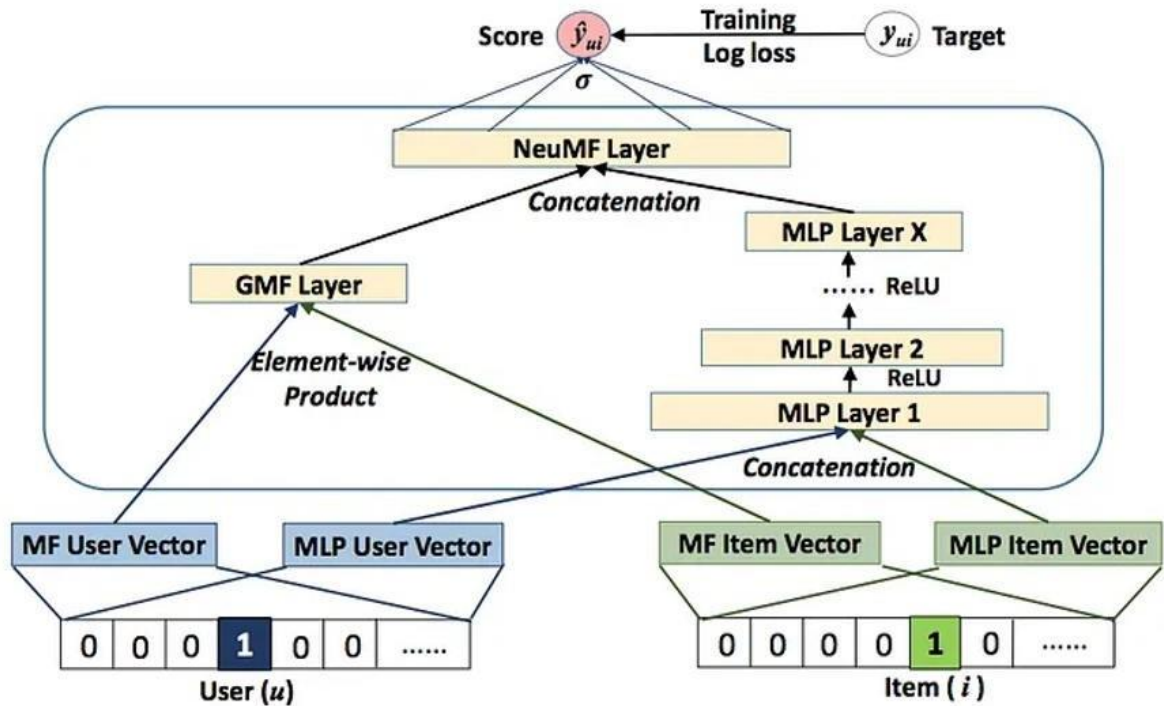 Score ŷui Training yui Target
Log loss
σ
NeuMF Layer
Concatenation
MLP Layer X
GMF Layer
...... ReLU
Element-wise
Product
MLP Layer 2
ReLU
MLP Layer 1
Concatenation
MF User Vector MLP User Vector MF Item Vector MLP Item Vector
0 0 0 1 0 0 ...... 0 0 0 0 1 0 ......
User (u) Item ( i )